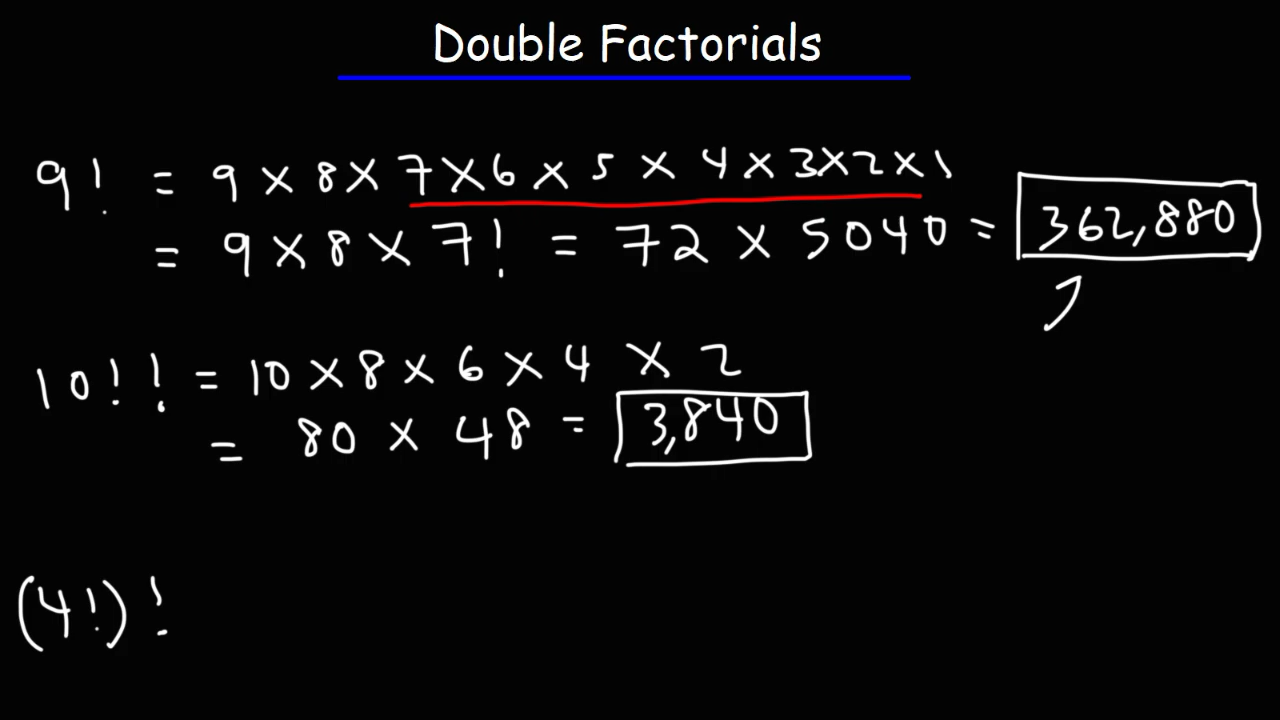 Double Factorials
9! = 9 × 8 × 7 × 6 × 5 × 4 × 3 × 2 × 1
= 9 × 8 × 7! = 72 × 5040 = 362,880
10!! = 10 × 8 × 6 × 4 × 2
= 80 × 48 = 3,840
(4!)!